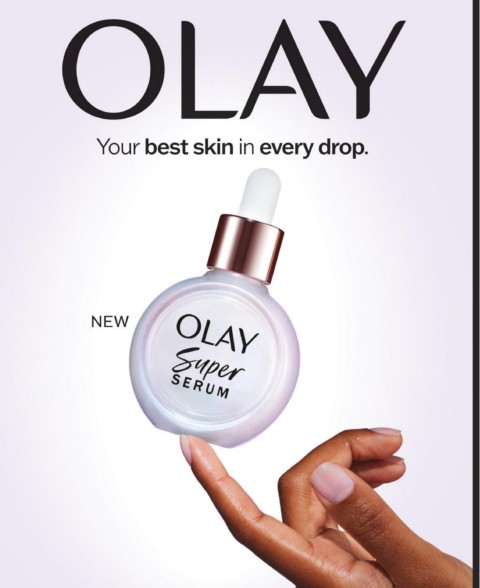 OLAY
Your best skin in every drop.
NEW
OLAY
Super
SERUM